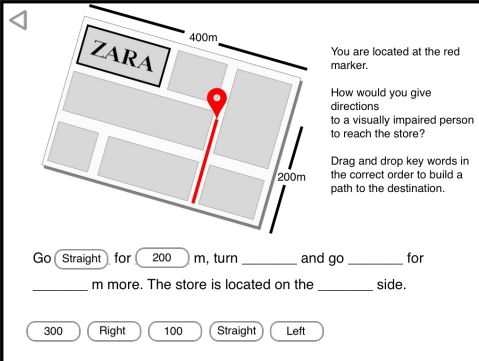 400m
ZARA
200m
You are located at the red
marker.
How would you give
directions
to a visually impaired person
to reach the store?
Drag and drop key words in
the correct order to build a
path to the destination.
Go Straight for 200 m, turn _______ and go _______ for
_______ m more. The store is located on the _______ side.
300 Right 100 Straight Left